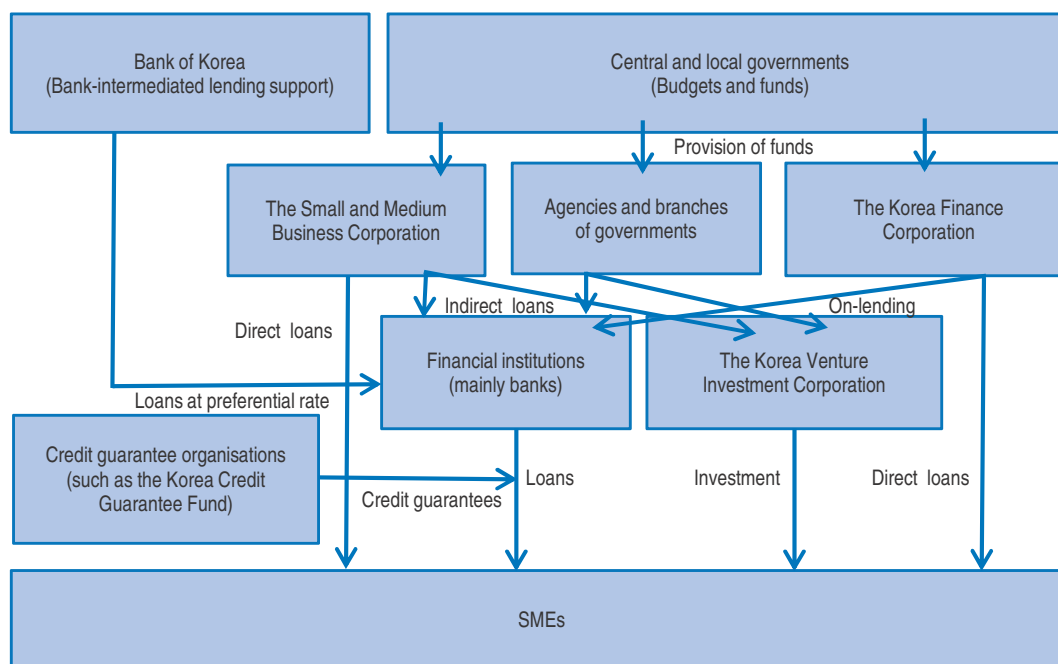 Bank of Korea
(Bank-intermediated lending support)
Central and local governments
(Budgets and funds)
Provision of funds
The Small and Medium
Business Corporation
Agencies and branches
of governments
The Korea Finance
Corporation
Direct loans
Indirect loans
On-lending
Financial institutions
(mainly banks)
The Korea Venture
Investment Corporation
Loans at preferential rate
Credit guarantee organisations
(such as the Korea Credit
Guarantee Fund)
Credit guarantees
Loans
Investment
Direct loans
SMEs